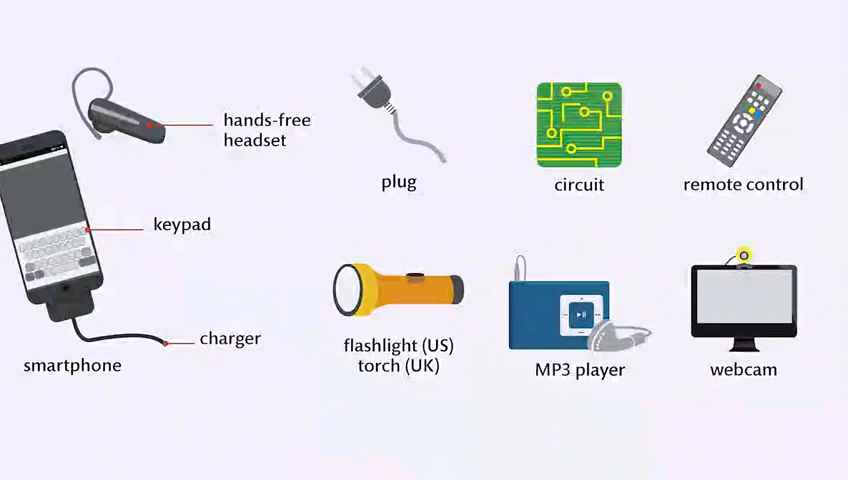 hands-free
headset
keypad
charger
smartphone
plug
circuit
remote control
flashlight (US)
torch (UK)
MP3 player
webcam